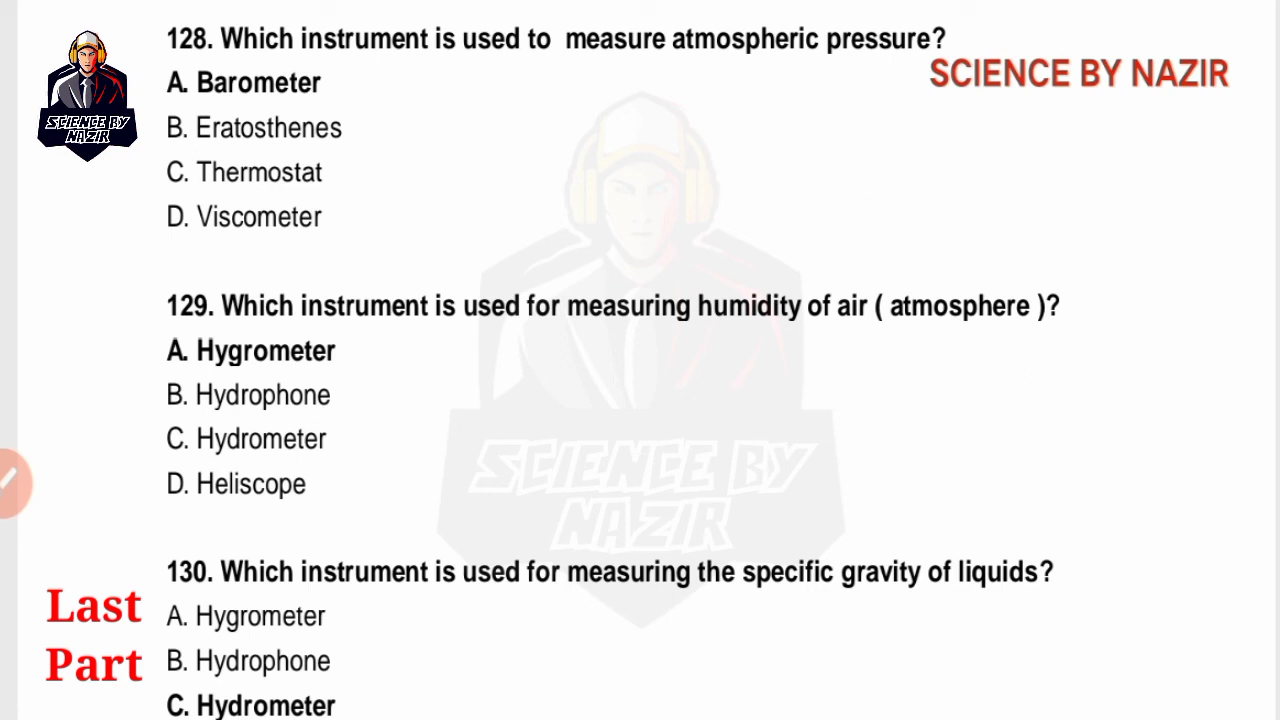 128. Which instrument is used to  measure atmospheric pressure?
SCIENCE BY NAZIR
A. Barometer
SCIENCE BY
NAZIR
B. Eratosthenes
C. Thermostat
D. Viscometer
129. Which instrument is used for measuring humidity of air ( atmosphere )?
A. Hygrometer
B. Hydrophone
C. Hydrometer
D. Heliscope
SCIENCE BY
NAZIR
130. Which instrument is used for measuring the specific gravity of liquids?
A. Hygrometer
B. Hydrophone
C. Hydrometer
Last
Part